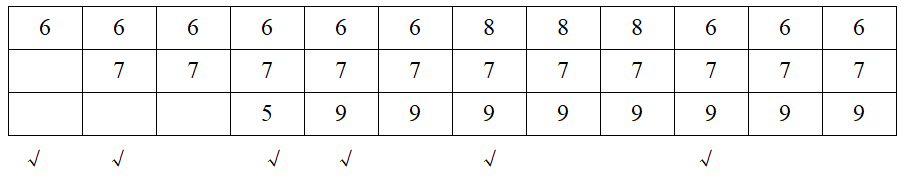 6 6 6 6 6 6 8 8 8 6 6 6
7 7 7 7 7 7 7 7 7 7 7
5 9 9 9 9 9 9 9 9
√ √ √ √ √ √